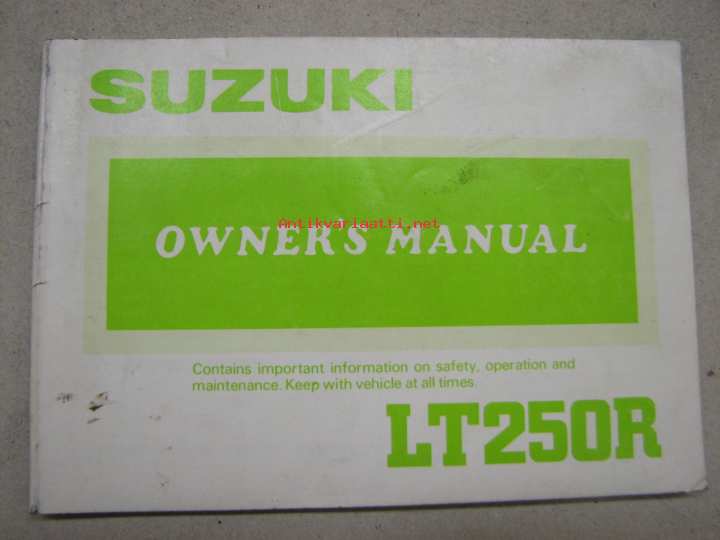 SUZUKI
Antikvariaatti.net
OWNER'S MANUAL
Contains important information on safety, operation and
maintenance. Keep with vehicle at all times.
LT250R